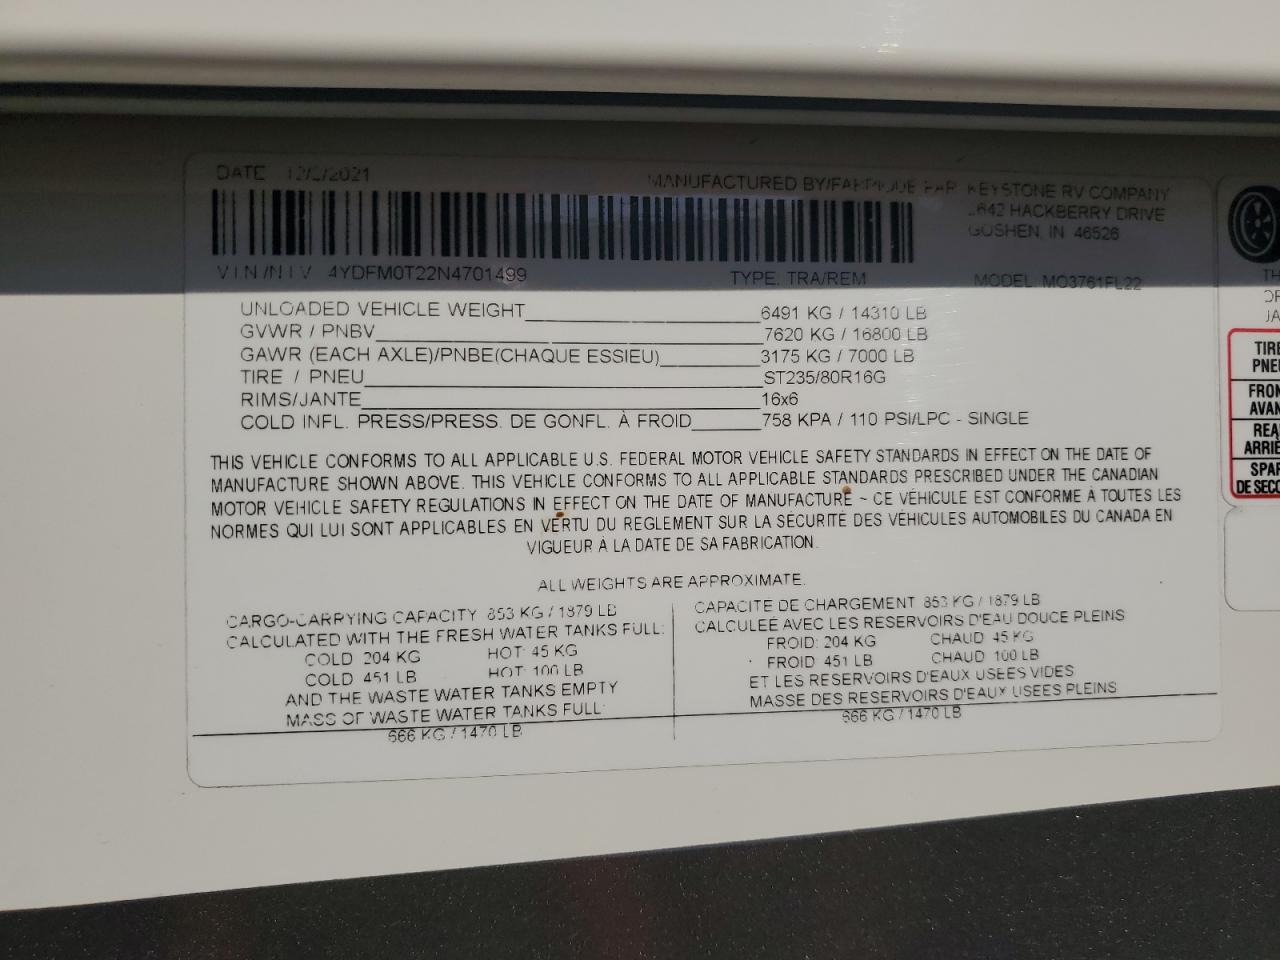 DATE
MANUFACTURED BY/FABRIQUE PAR KEYSTONE RV COMPANY
HACKBERRY DRIVE
GOSHEN, IN 46526
VIN/NIV 4YDFM0T22N4701499 TYPE: TRA/REM MODEL: MO3761FL22
UNLOADED VEHICLE WEIGHT 6491 KG / 14310 LB
GVWR / PNBV 7620 KG / 16800 LB
GAWR (EACH AXLE)/PNBE(CHAQUE ESSIEU) 3175 KG / 7000 LB
TIRE / PNEU ST235/80R16G
RIMS/JANTE 16x6
COLD INFL. PRESS/PRESS. DE GONFL. À FROID 758 KPA / 110 PSI/LPC - SINGLE
THIS VEHICLE CONFORMS TO ALL APPLICABLE U.S. FEDERAL MOTOR VEHICLE SAFETY STANDARDS IN EFFECT ON THE DATE OF
MANUFACTURE SHOWN ABOVE. THIS VEHICLE CONFORMS TO ALL APPLICABLE STANDARDS PRESCRIBED UNDER THE CANADIAN
MOTOR VEHICLE SAFETY REGULATIONS IN EFFECT ON THE DATE OF MANUFACTURE ~ CE VÉHICULE EST CONFORME À TOUTES LES
NORMES QUI LUI SONT APPLICABLES EN VERTU DU REGLEMENT SUR LA SÉCURITÉ DES VÉHICULES AUTOMOBILES DU CANADA EN
VIGUEUR À LA DATE DE SA FABRICATION.
ALL WEIGHTS ARE APPROXIMATE.
CARGO-CARRYING CAPACITY 853 KG / 1879 LB
CALCULATED WITH THE FRESH WATER TANKS FULL:
COLD 204 KG HOT: 45 KG
COLD 451 LB HOT: 100 LB
AND THE WASTE WATER TANKS EMPTY
MASS OF WASTE WATER TANKS FULL:
666 KG / 1470 LB
CAPACITE DE CHARGEMENT 853 KG / 1879 LB
CALCULEE AVEC LES RESERVOIRS D'EAU DOUCE PLEINS
FROID: 204 KG CHAUD: 45 KG
FROID 451 LB CHAUD 100 LB
ET LES RESERVOIRS D'EAUX USEES VIDES
MASSE DES RESERVOIRS D'EAUX USEES PLEINS
666 KG / 1470 LB
TIRE
PNEU